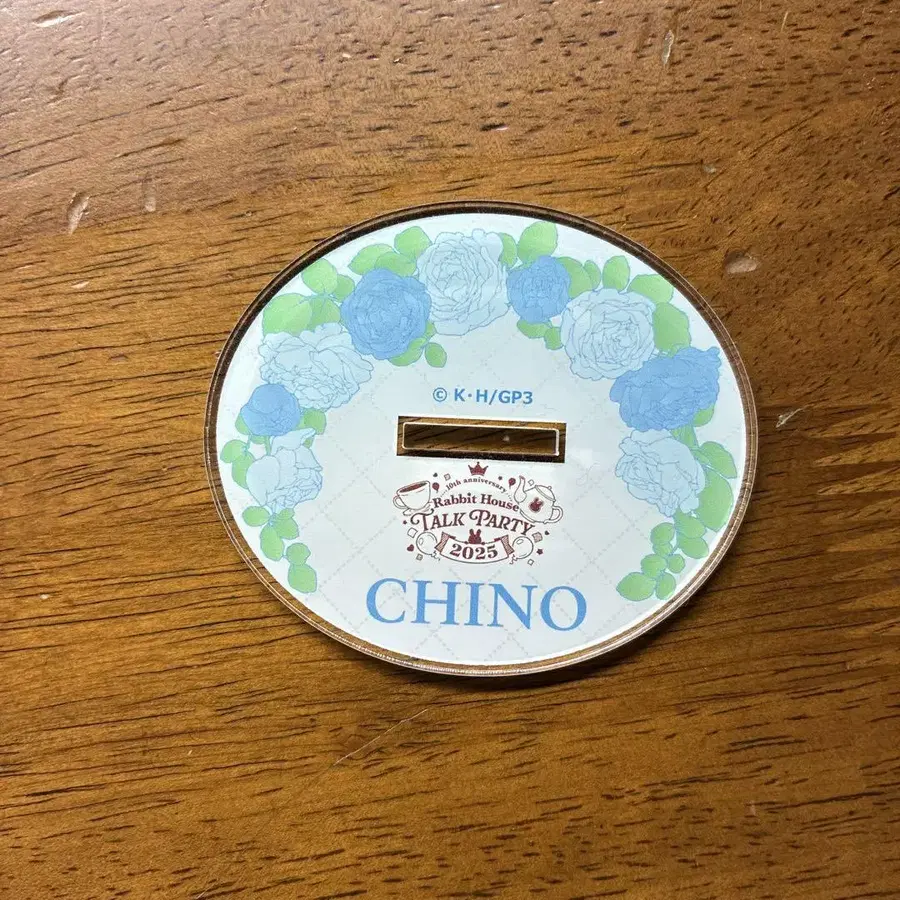 © K·H/GP3
10th anniversary
Rabbit House
TALK PARTY
2025
CHINO